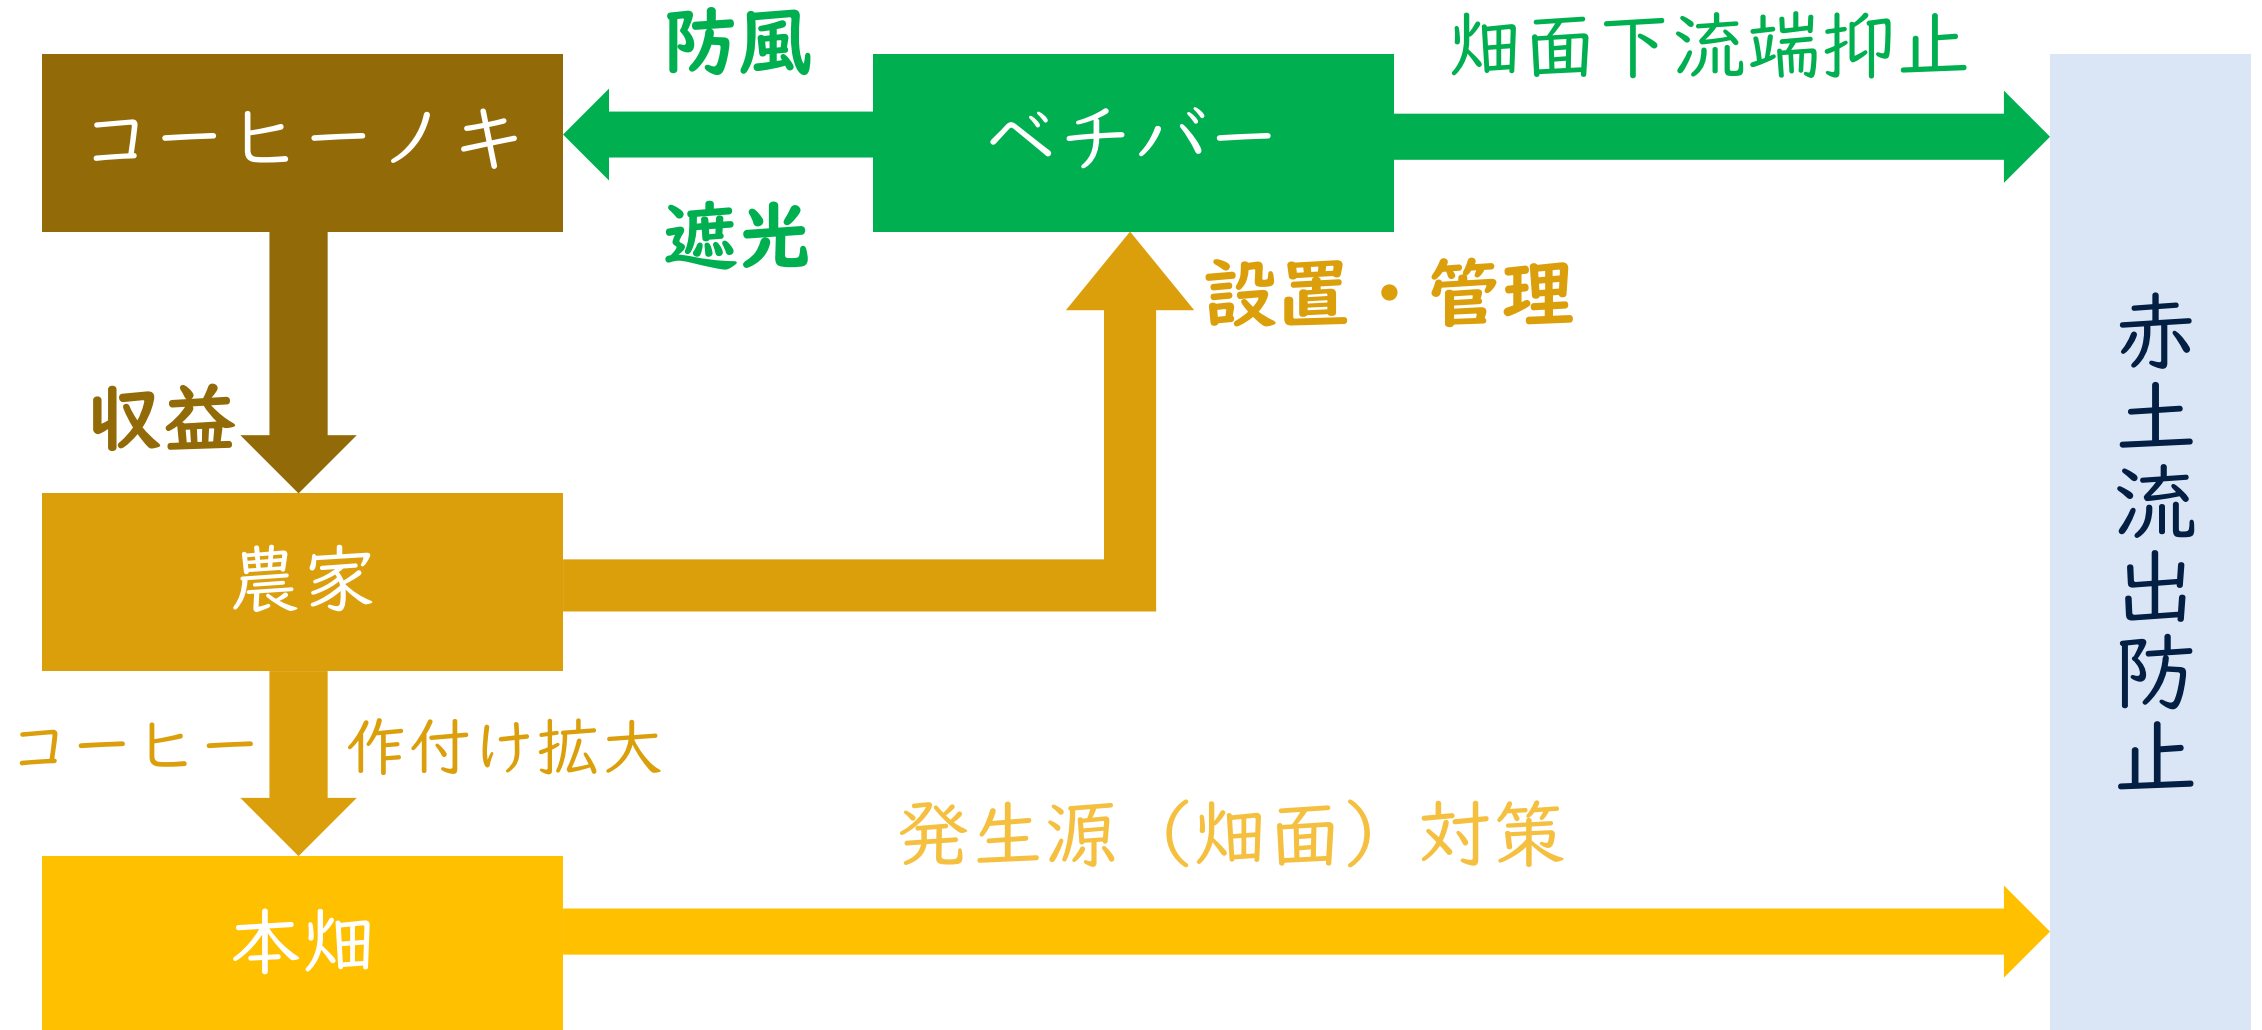 防風
畑面下流端抑止
コーヒーノキ
ベチバー
遮光
設置・管理
収益
農家
コーヒー 作付け拡大
発生源（畑面）対策
本畑
赤土流出防止